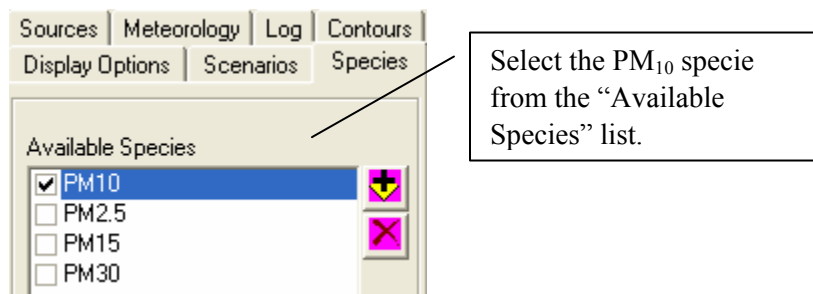 Sources Meteorology Log Contours
Display Options Scenarios Species
Available Species
PM10
PM2.5
PM15
PM30
Select the PM₁₀ specie
from the “Available
Species” list.